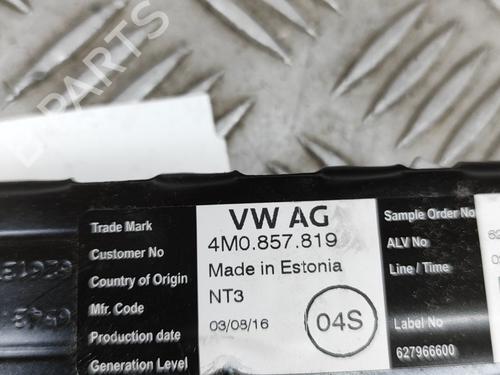 PARTS
Trade Mark
VW AG
Sample Order No
Customer No
4M0.857.819
ALV No
Country of Origin
Made in Estonia
Line / Time
Mfr. Code
NT3
Production date
03/08/16
04S
Label No
Generation Level
627966600